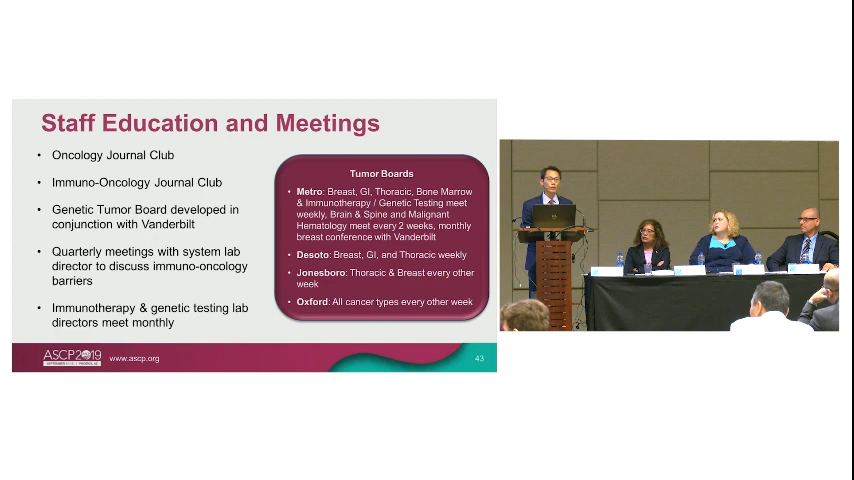 Staff Education and Meetings
• Oncology Journal Club
• Immuno-Oncology Journal Club
• Genetic Tumor Board developed in
conjunction with Vanderbilt
• Quarterly meetings with system lab
director to discuss immuno-oncology
barriers
• Immunotherapy & genetic testing lab
directors meet monthly
Tumor Boards
• Metro: Breast, GI, Thoracic, Bone Marrow
& Immunotherapy / Genetic Testing meet
weekly, Brain & Spine and Malignant
Hematology meet every 2 weeks, monthly
breast conference with Vanderbilt
• Desoto: Breast, GI, and Thoracic weekly
• Jonesboro: Thoracic & Breast every other
week
• Oxford: All cancer types every other week
ASCP2019
www.ascp.org
43